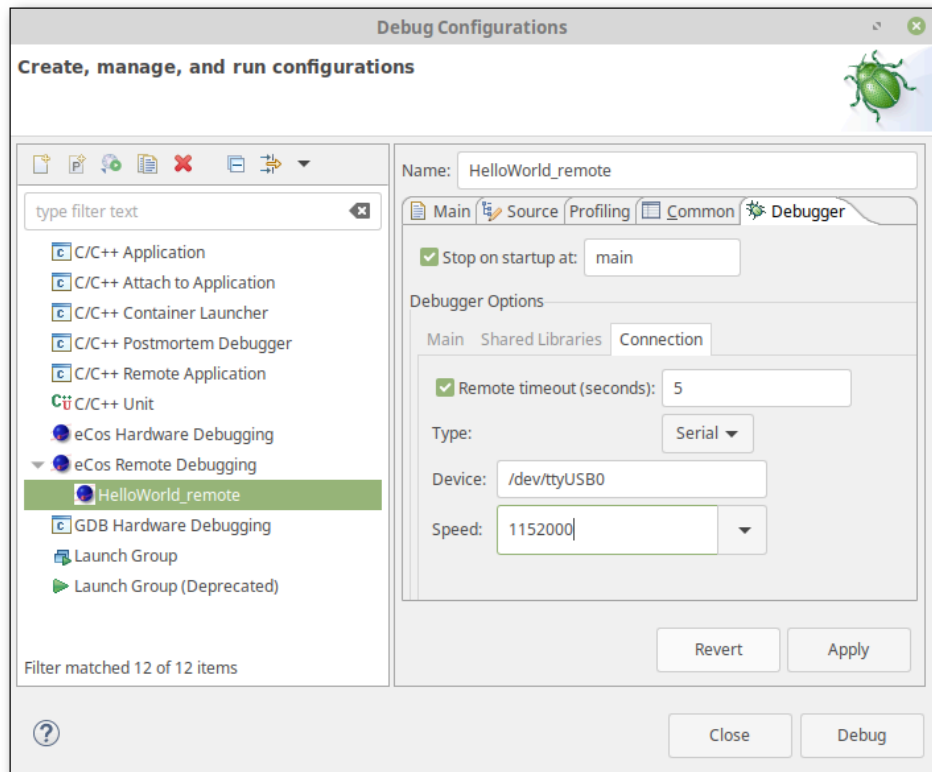 Debug Configurations
Create, manage, and run configurations
type filter text
C/C++ Application
C/C++ Attach to Application
C/C++ Container Launcher
C/C++ Postmortem Debugger
C/C++ Remote Application
C/C++ Unit
eCos Hardware Debugging
eCos Remote Debugging
HelloWorld_remote
GDB Hardware Debugging
Launch Group
Launch Group (Deprecated)
Filter matched 12 of 12 items
Name: HelloWorld_remote
Main Source Profiling Common Debugger
Stop on startup at: main
Debugger Options
Main Shared Libraries Connection
Remote timeout (seconds): 5
Type: Serial
Device: /dev/ttyUSB0
Speed: 1152000
Revert Apply
Close Debug